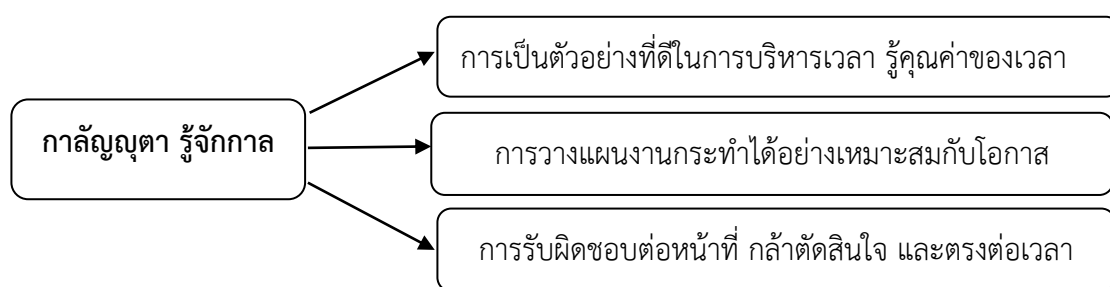 การเป็นตัวอย่างที่ดีในการบริหารเวลา รู้คุณค่าของเวลา
กาลัญญุตา รู้จักกาล
การวางแผนงานกระทำได้อย่างเหมาะสมกับโอกาส
การรับผิดชอบต่อหน้าที่ กล้าตัดสินใจ และตรงต่อเวลา